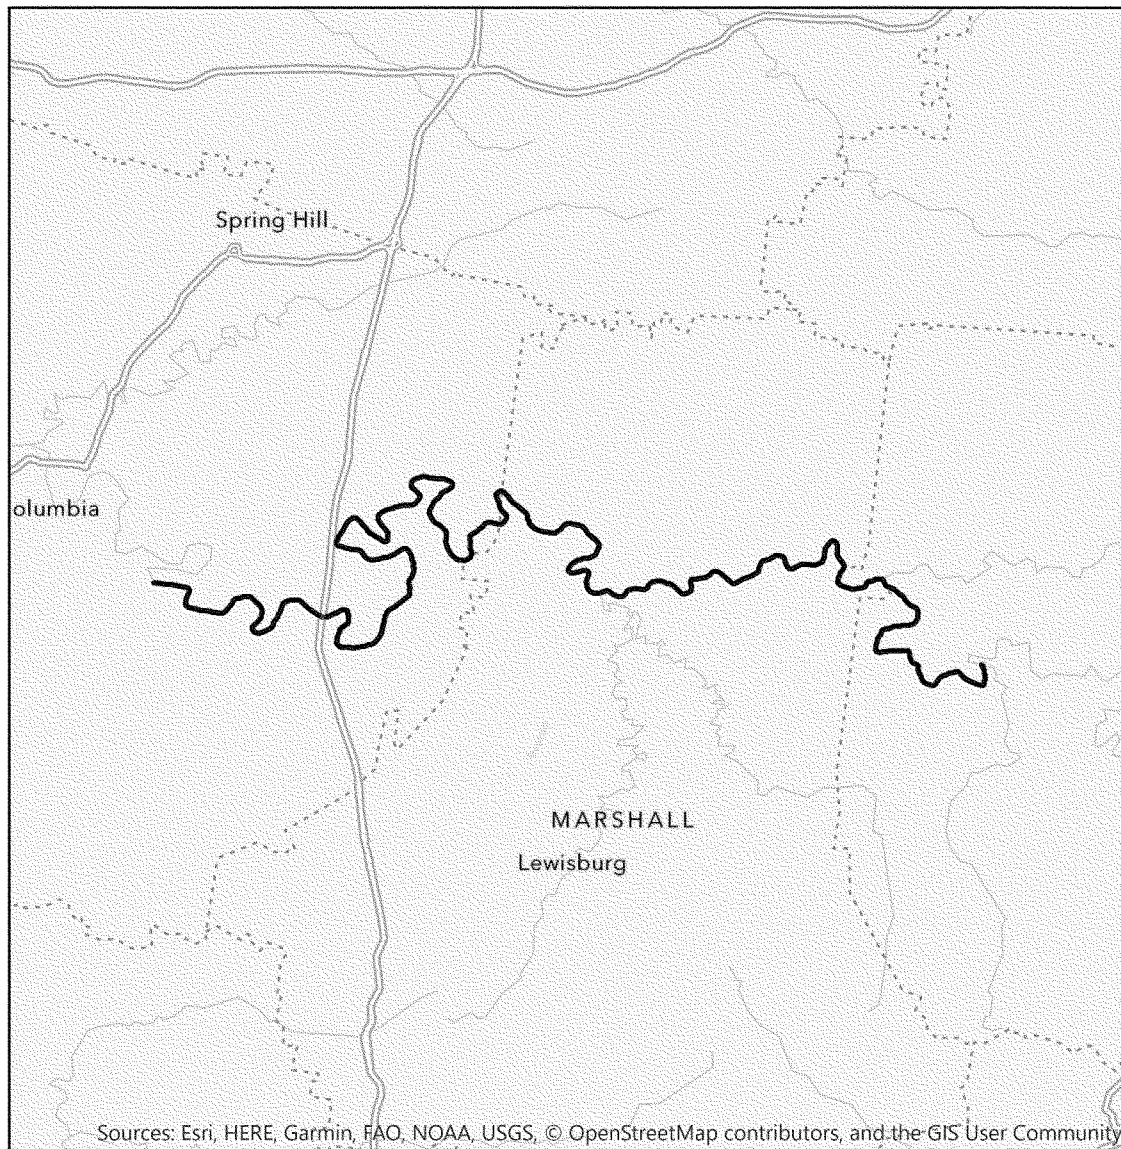 Spring Hill
olumbia
MARSHALL
Lewisburg
Sources: Esri, HERE, Garmin, FAO, NOAA, USGS, © OpenStreetMap contributors, and the GIS User Community